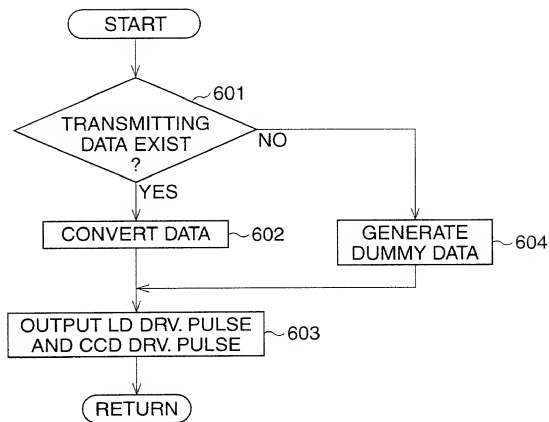 START
601
TRANSMITTING
DATA EXIST
?
NO
YES
CONVERT DATA
602
GENERATE
DUMMY DATA
604
OUTPUT LD DRV. PULSE
AND CCD DRV. PULSE
603
RETURN